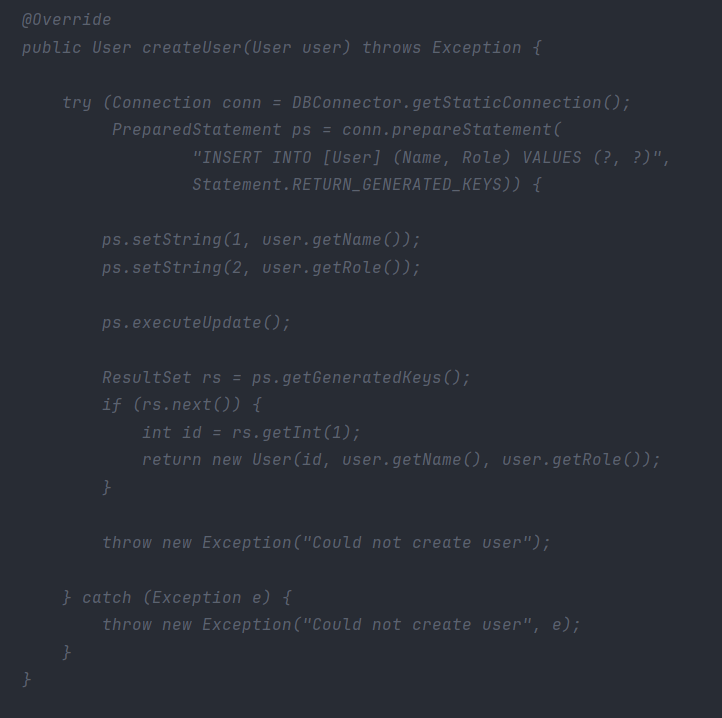 @Override
public User createUser(User user) throws Exception {
try (Connection conn = DBConnector.getStaticConnection();
PreparedStatement ps = conn.prepareStatement(
"INSERT INTO [User] (Name, Role) VALUES (?, ?)",
Statement.RETURN_GENERATED_KEYS)) {
ps.setString(1, user.getName());
ps.setString(2, user.getRole());
ps.executeUpdate();
ResultSet rs = ps.getGeneratedKeys();
if (rs.next()) {
int id = rs.getInt(1);
return new User(id, user.getName(), user.getRole());
}
throw new Exception("Could not create user");
} catch (Exception e) {
throw new Exception("Could not create user", e);
}
}